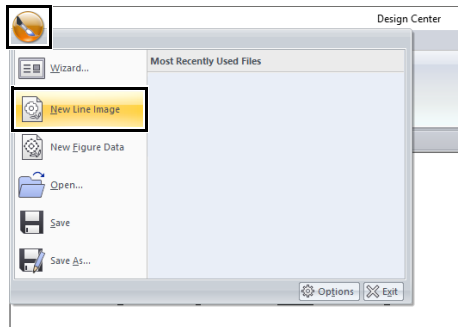 Design Center
Most Recently Used Files
Wizard...
New Line Image
New Figure Data
Open...
Save
Save As...
Options
Exit